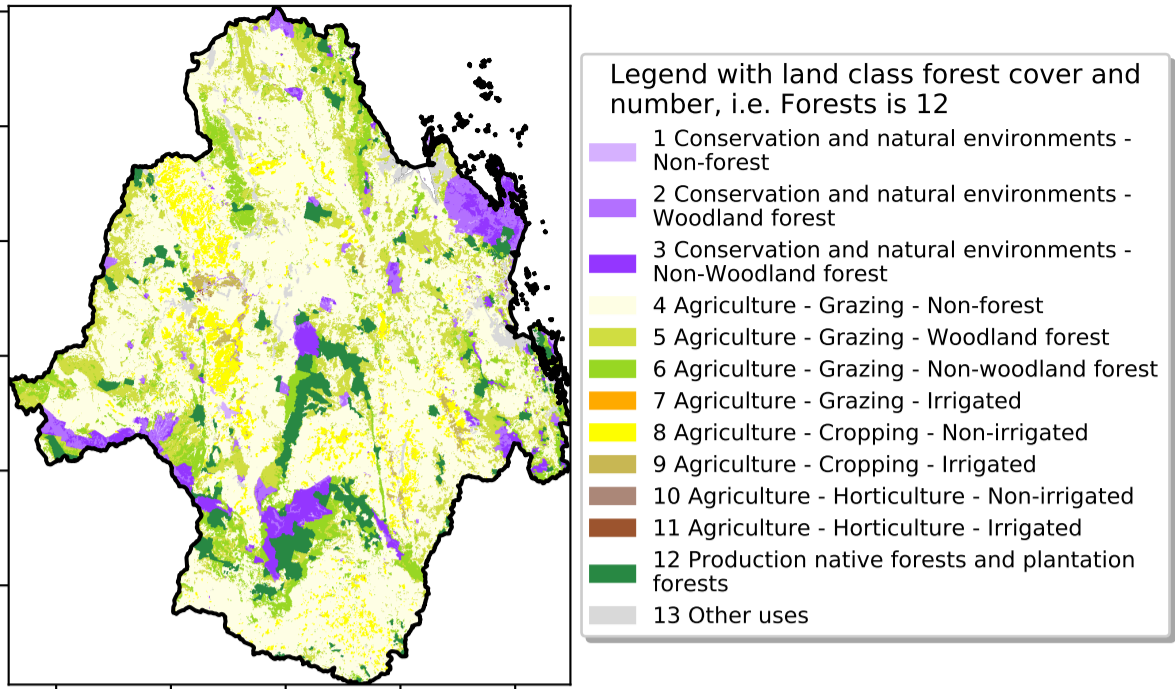 Legend with land class forest cover and
number, i.e. Forests is 12
1 Conservation and natural environments -
Non-forest
2 Conservation and natural environments -
Woodland forest
3 Conservation and natural environments -
Non-Woodland forest
4 Agriculture - Grazing - Non-forest
5 Agriculture - Grazing - Woodland forest
6 Agriculture - Grazing - Non-woodland forest
7 Agriculture - Grazing - Irrigated
8 Agriculture - Cropping - Non-irrigated
9 Agriculture - Cropping - Irrigated
10 Agriculture - Horticulture - Non-irrigated
11 Agriculture - Horticulture - Irrigated
12 Production native forests and plantation
forests
13 Other uses